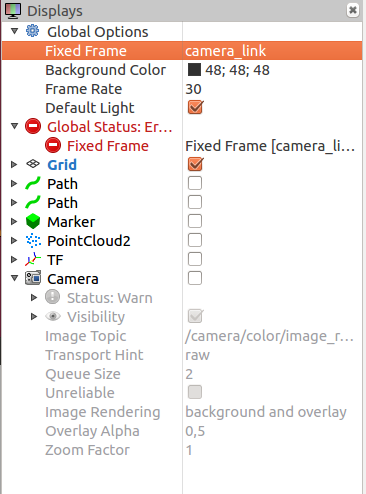 Displays
Global Options
Fixed Frame camera_link
Background Color 48; 48; 48
Frame Rate 30
Default Light
Global Status: Er...
Fixed Frame Fixed Frame [camera_li...
Grid
Path
Path
Marker
PointCloud2
TF
Camera
Status: Warn
Visibility
Image Topic /camera/color/image_r...
Transport Hint raw
Queue Size 2
Unreliable
Image Rendering background and overlay
Overlay Alpha 0,5
Zoom Factor 1